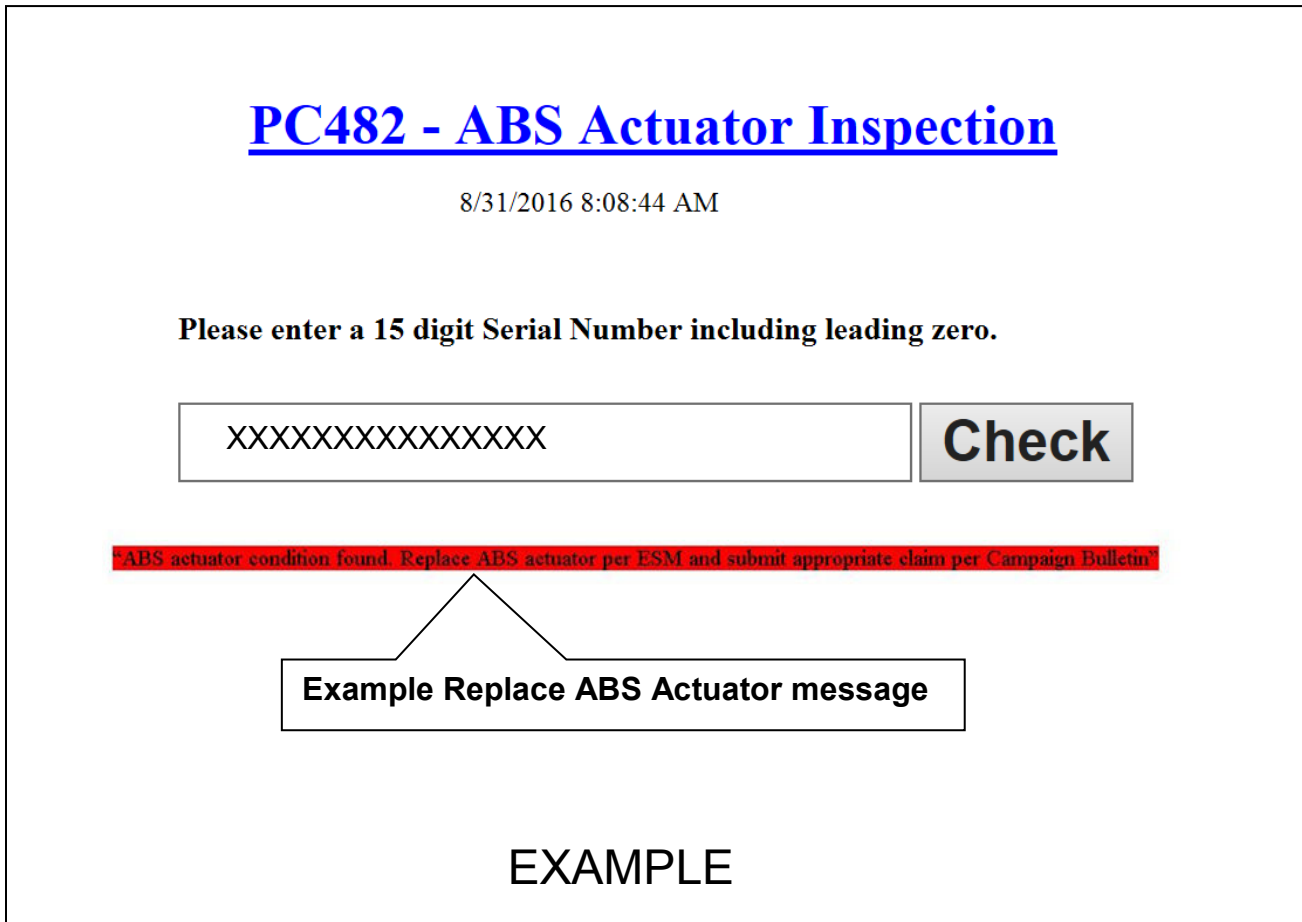 PC482 - ABS Actuator Inspection
8/31/2016 8:08:44 AM
Please enter a 15 digit Serial Number including leading zero.
XXXXXXXXXXXXXXX Check
“ABS actuator condition found. Replace ABS actuator per ESM and submit appropriate claim per Campaign Bulletin”
Example Replace ABS Actuator message
EXAMPLE